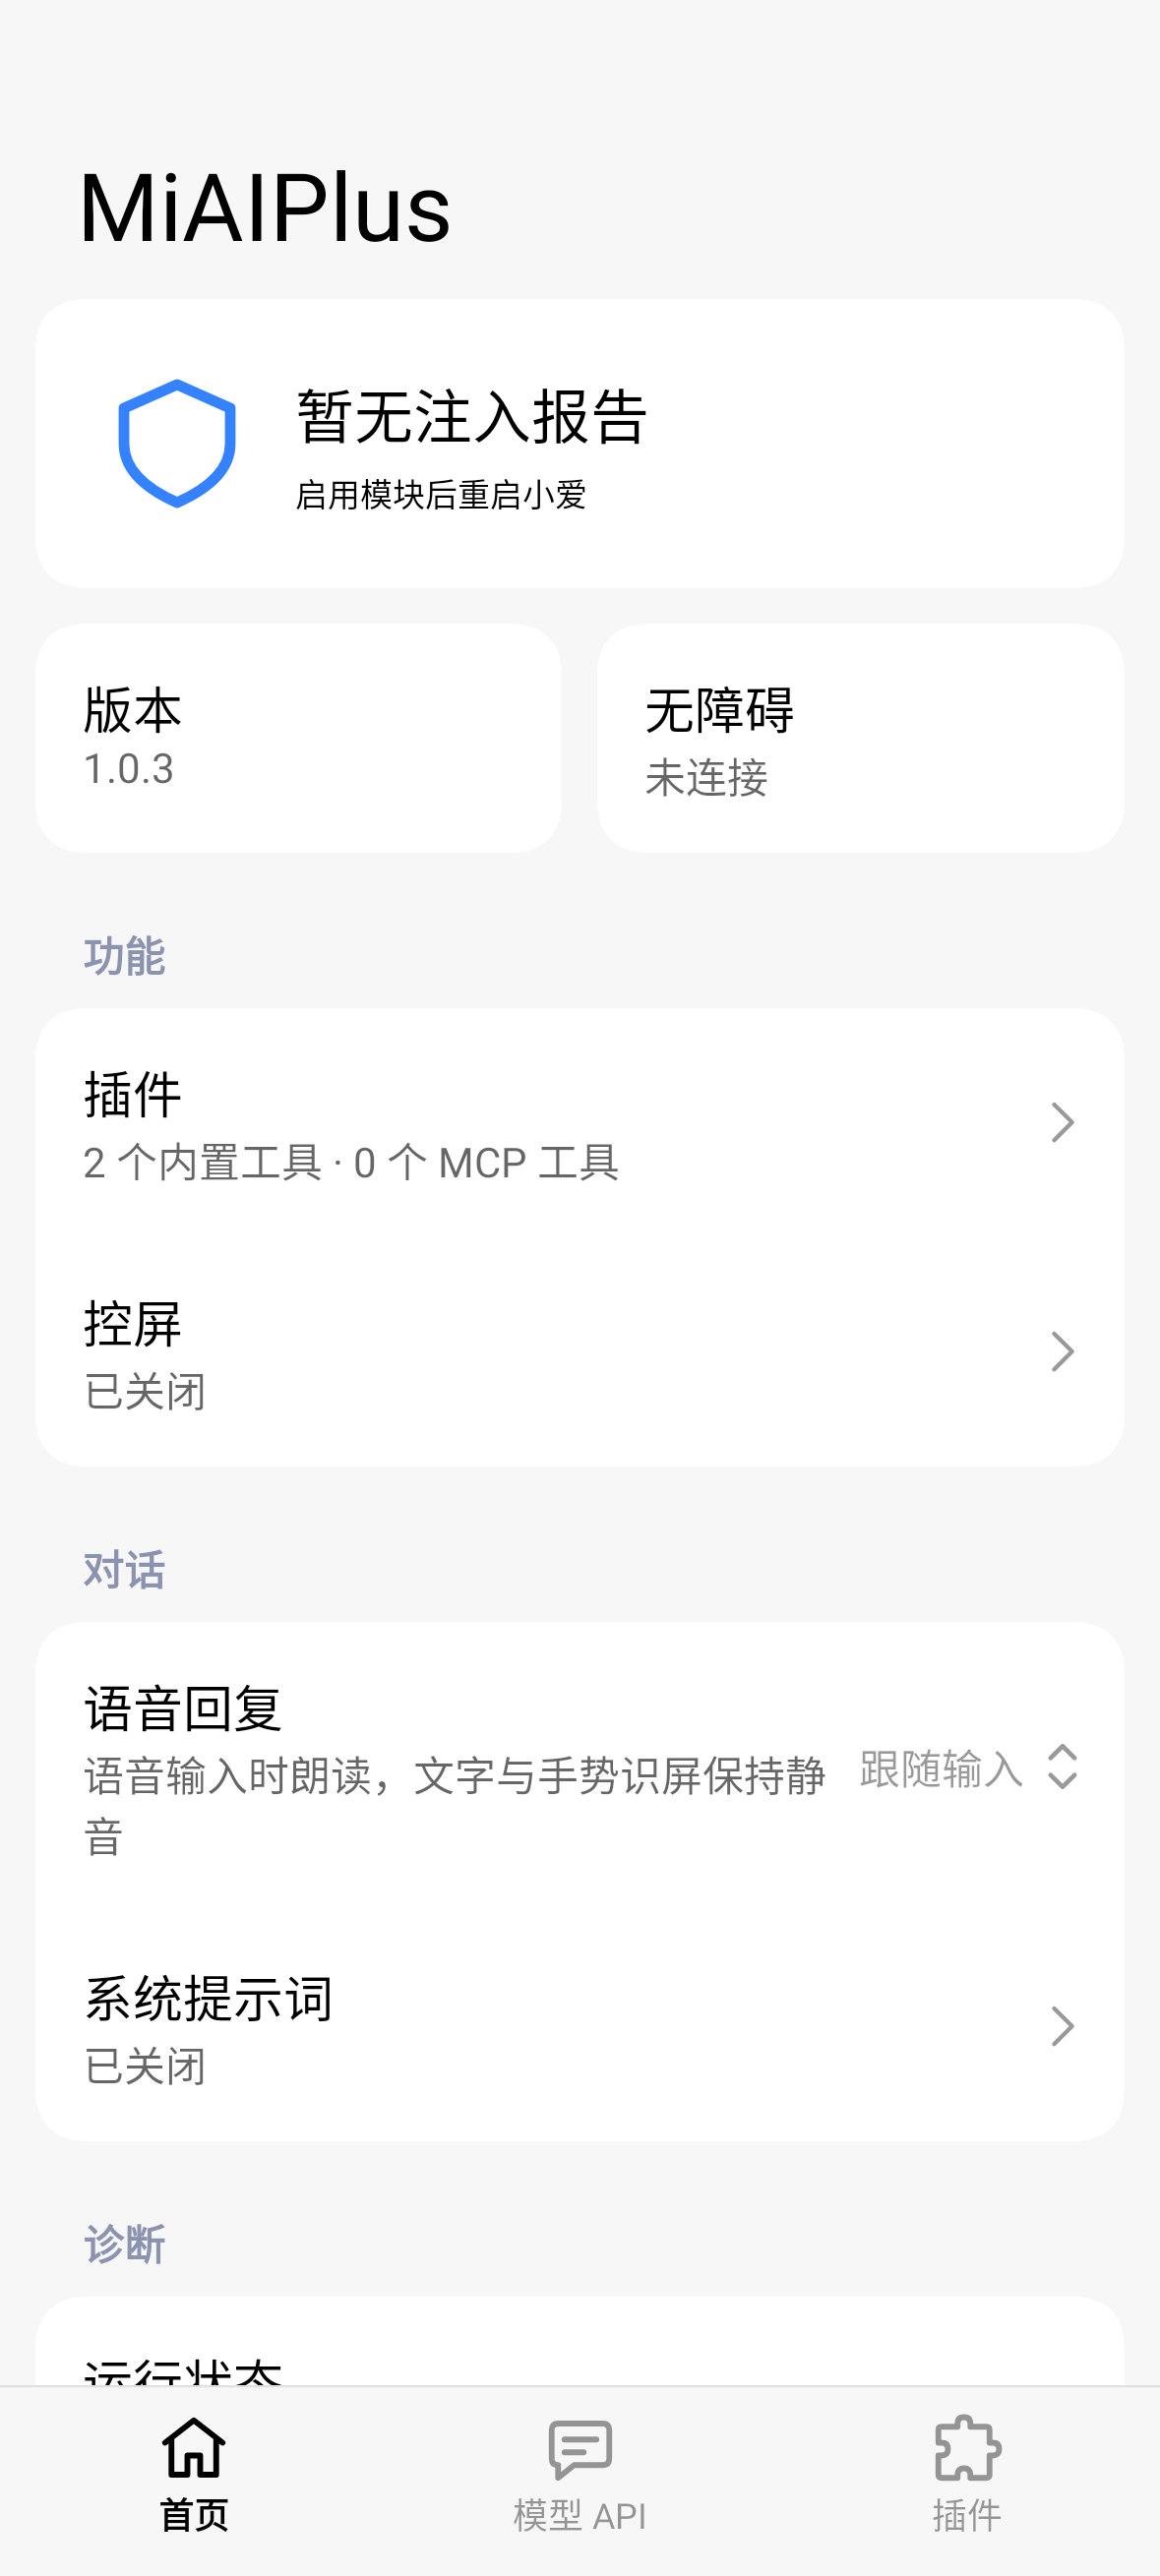 MiAIPlus
暂无注入报告
启用模块后重启小爱
版本
1.0.3
无障碍
未连接
功能
插件
2 个内置工具 · 0 个 MCP 工具
控屏
已关闭
对话
语音回复
语音输入时朗读，文字与手势识屏保持静
音
跟随输入
系统提示词
已关闭
诊断
运行状态
首页
模型 API
插件